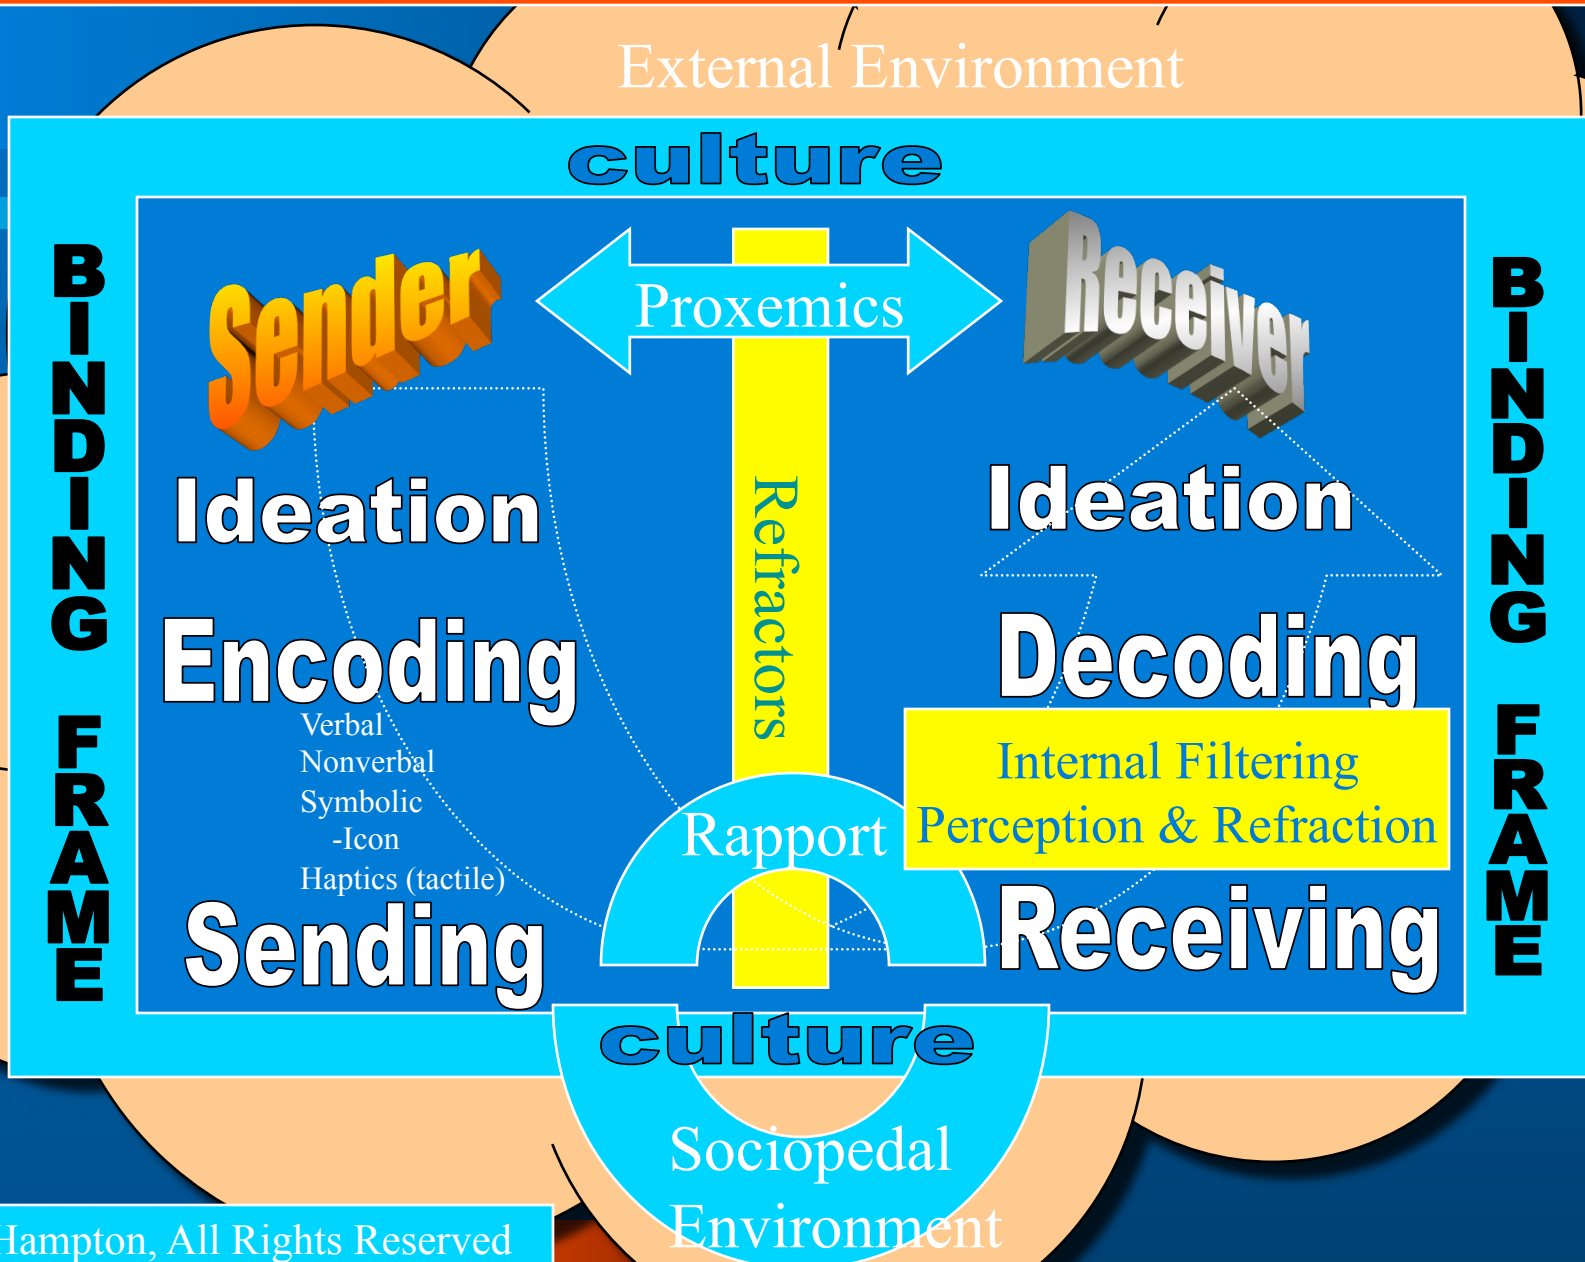 External Environment
culture
BINDING FRAME
Sender
Proxemics
Receiver
Refractors
Ideation
Encoding
Verbal
Nonverbal
Symbolic
-Icon
Haptics (tactile)
Sending
Rapport
Ideation
Decoding
Internal Filtering
Perception & Refraction
Receiving
BINDING FRAME
culture
Sociopedal
Environment
Hampton, All Rights Reserved